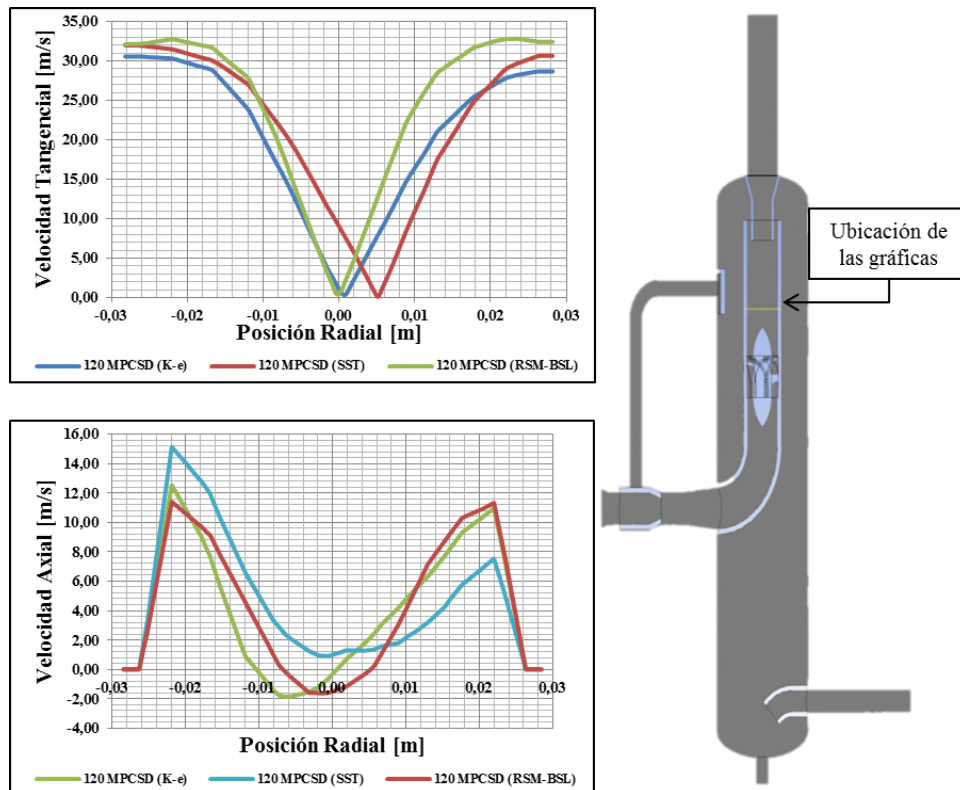 35,00
30,00
25,00
20,00
15,00
10,00
5,00
0,00
Velocidad Tangencial [m/s]
-0,03 -0,02 -0,01 0,00 0,01 0,02 0,03
Posición Radial [m]
120 MPCSD (K-e) 120 MPCSD (SST) 120 MPCSD (RSM-BSL)
Ubicación de
las gráficas
16,00
14,00
12,00
10,00
8,00
6,00
4,00
2,00
0,00
-2,00
-4,00
Velocidad Axial [m/s]
-0,03 -0,02 -0,01 0,00 0,01 0,02 0,03
Posición Radial [m]
120 MPCSD (K-e) 120 MPCSD (SST) 120 MPCSD (RSM-BSL)